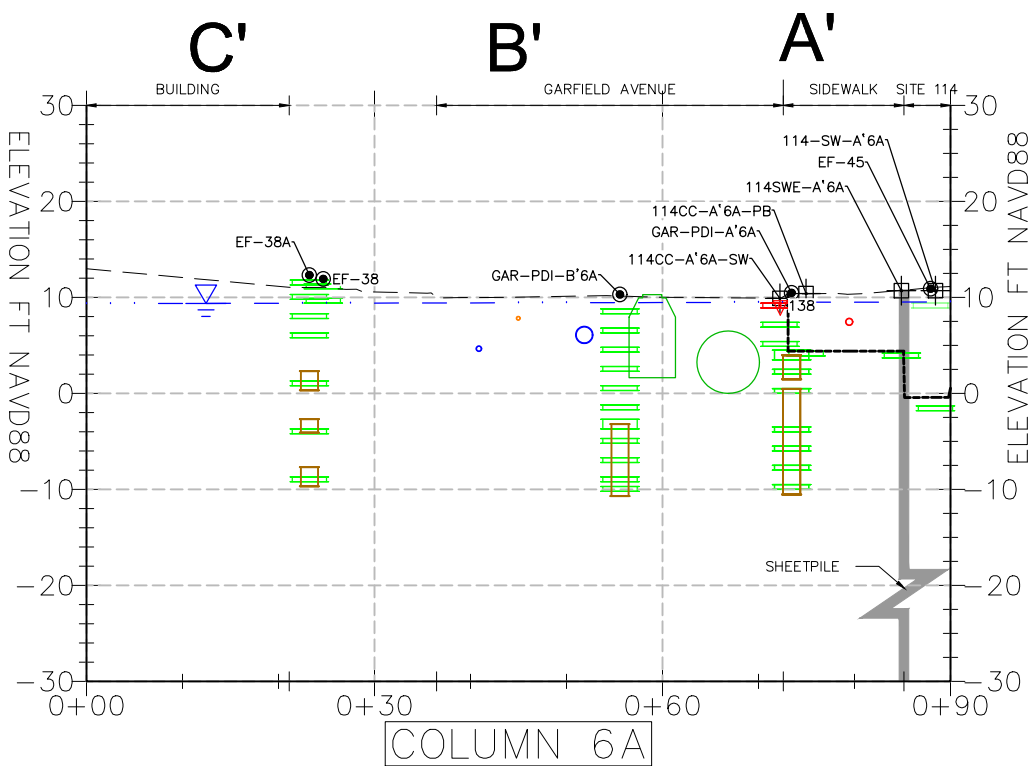 C' B' A'
BUILDING GARFIELD AVENUE SIDEWALK SITE 114
30 30
114-SW-A'6A
EF-45
20 114SWE-A'6A 20
114CC-A'6A-PB
EF-38A GAR-PDI-A'6A
EF-38 GAR-PDI-B'6A 114CC-A'6A-SW
10 138 10
0 0
-10 -10
SHEETPILE
-20 -20
-30 -30
ELEVATION FT NAVD88
ELEVATION FT NAVD88
0+00 0+30 0+60 0+90
COLUMN 6A